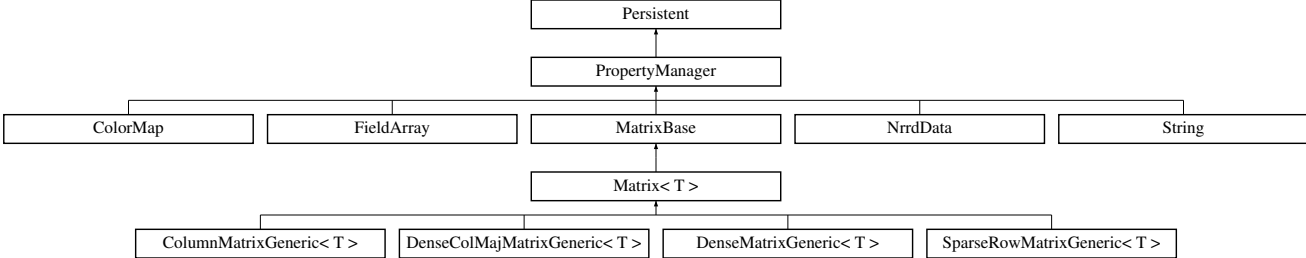 Persistent
PropertyManager
ColorMap FieldArray MatrixBase NrrdData String
Matrix< T >
ColumnMatrixGeneric< T > DenseColMajMatrixGeneric< T > DenseMatrixGeneric< T > SparseRowMatrixGeneric< T >